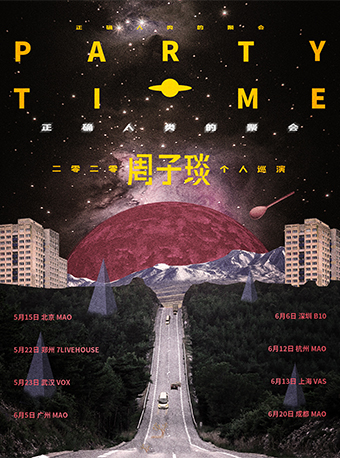 正确人类的聚会
PARTY
TIME
正确人类的聚会
二零二零 周子琰 个人巡演
5月15日 北京 MAO
5月22日 郑州 7LIVEHOUSE
5月23日 武汉 VOX
6月5日 广州 MAO
6月6日 深圳 B10
6月12日 杭州 MAO
6月13日 上海 VAS
6月20日 成都 MAO